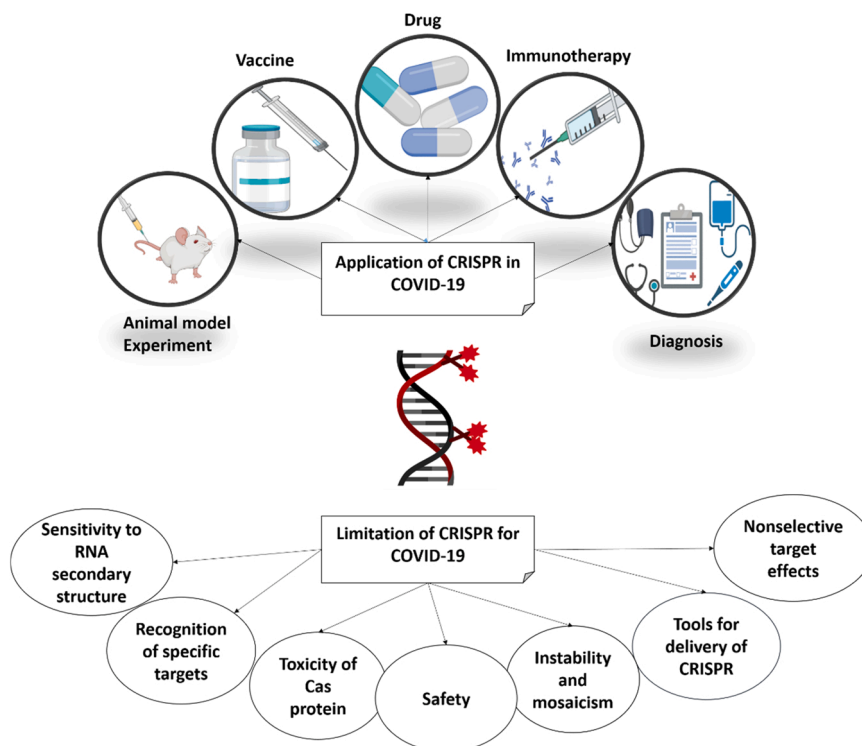 Drug
Vaccine
Immunotherapy
Application of CRISPR in
COVID-19
Animal model
Experiment
Diagnosis
Limitation of CRISPR for
COVID-19
Sensitivity to
RNA
secondary
structure
Recognition
of specific
targets
Toxicity of
Cas
protein
Safety
Instability
and
mosaicism
Tools for
delivery of
CRISPR
Nonselective
target
effects